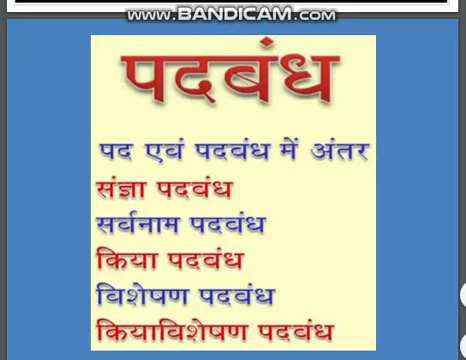 www.BANDICAM.com
पदबंध
पद एवं पदबंध में अंतर
संज्ञा पदबंध
सर्वनाम पदबंध
क्रिया पदबंध
विशेषण पदबंध
क्रियाविशेषण पदबंध